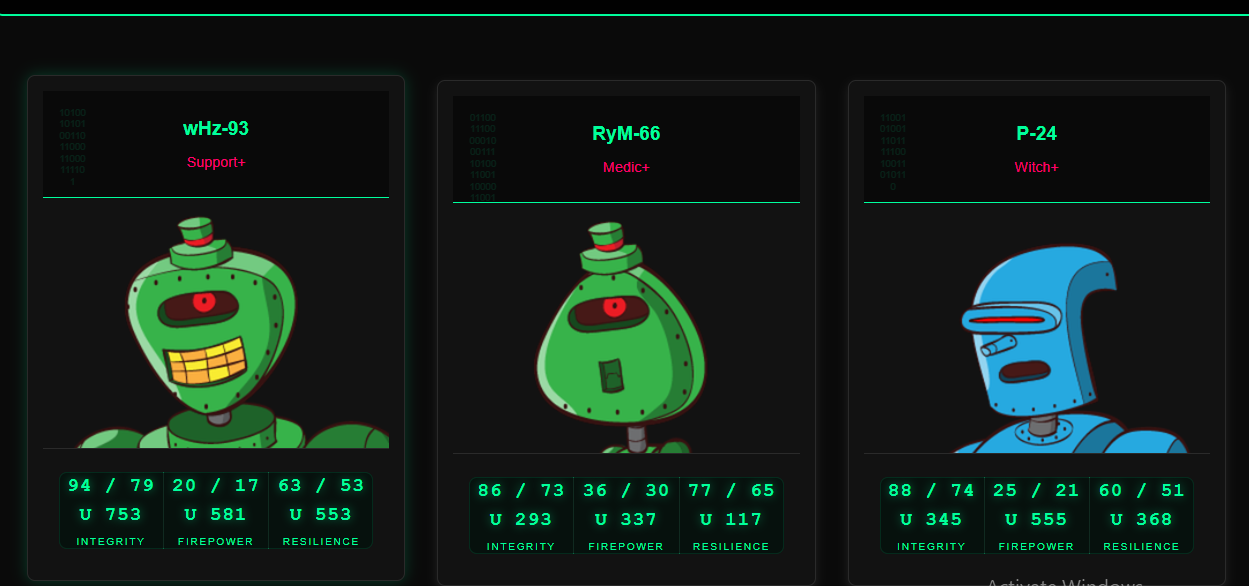 10100
10101
00110
11000
11000
11110
1
wHz-93
Support+
94 / 79 20 / 17 63 / 53
U 753 U 581 U 553
INTEGRITY FIREPOWER RESILIENCE
01100
11100
00010
00111
10100
11001
10000
11001
RyM-66
Medic+
86 / 73 36 / 30 77 / 65
U 293 U 337 U 117
INTEGRITY FIREPOWER RESILIENCE
11001
01001
11011
11100
10011
01011
0
P-24
Witch+
88 / 74 25 / 21 60 / 51
U 345 U 555 U 368
INTEGRITY FIREPOWER RESILIENCE
Activate Windows